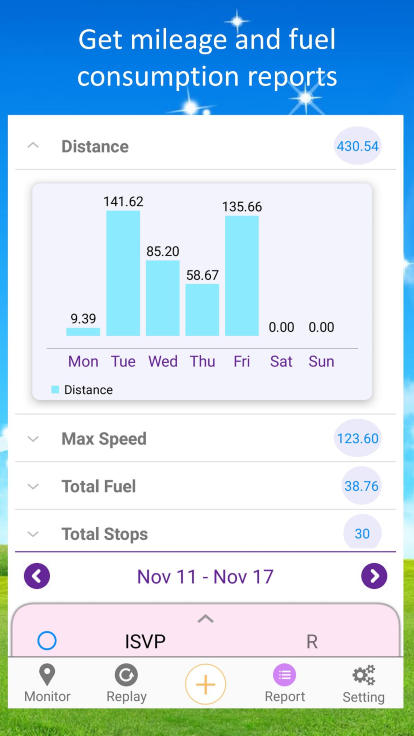 Get mileage and fuel
consumption reports
Distance 430.54
141.62
135.66
85.20
58.67
9.39
0.00 0.00
Mon Tue Wed Thu Fri Sat Sun
Distance
Max Speed 123.60
Total Fuel 38.76
Total Stops 30
Nov 11 - Nov 17
ISVP R
Monitor Replay Report Setting